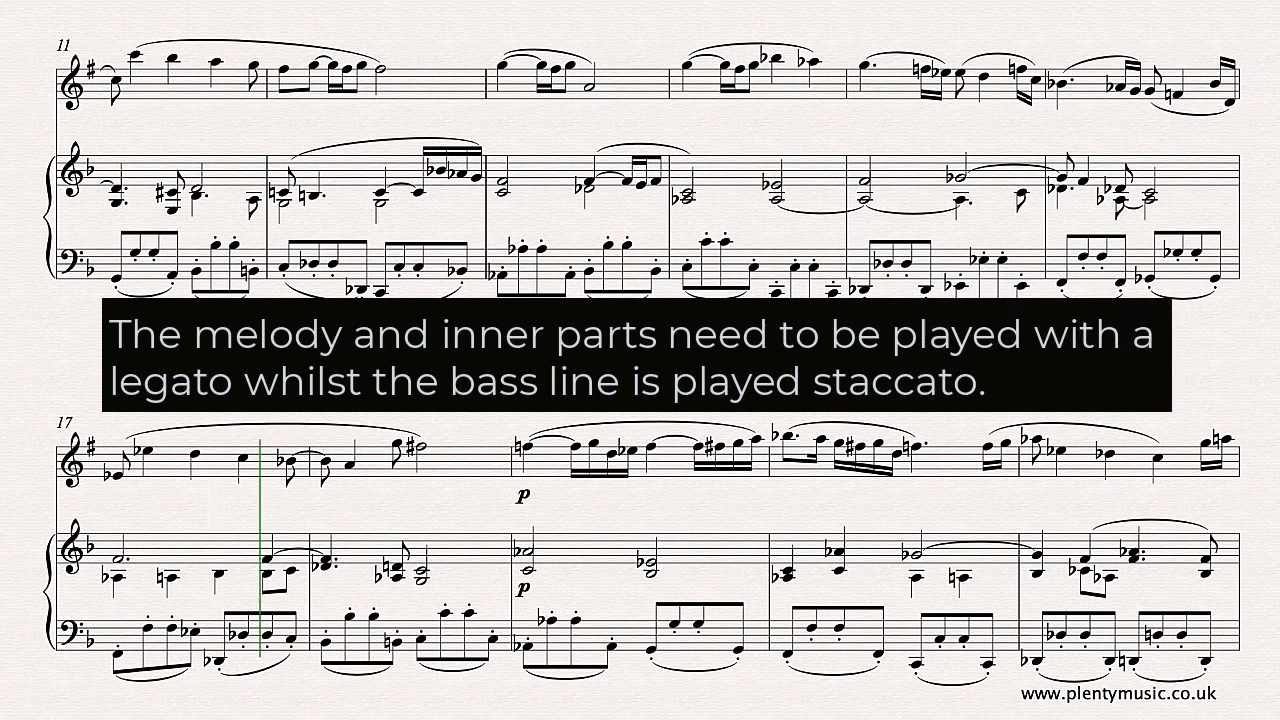 11
The melody and inner parts need to be played with a
legato whilst the bass line is played staccato.
17
p
p
www.plentymusic.co.uk